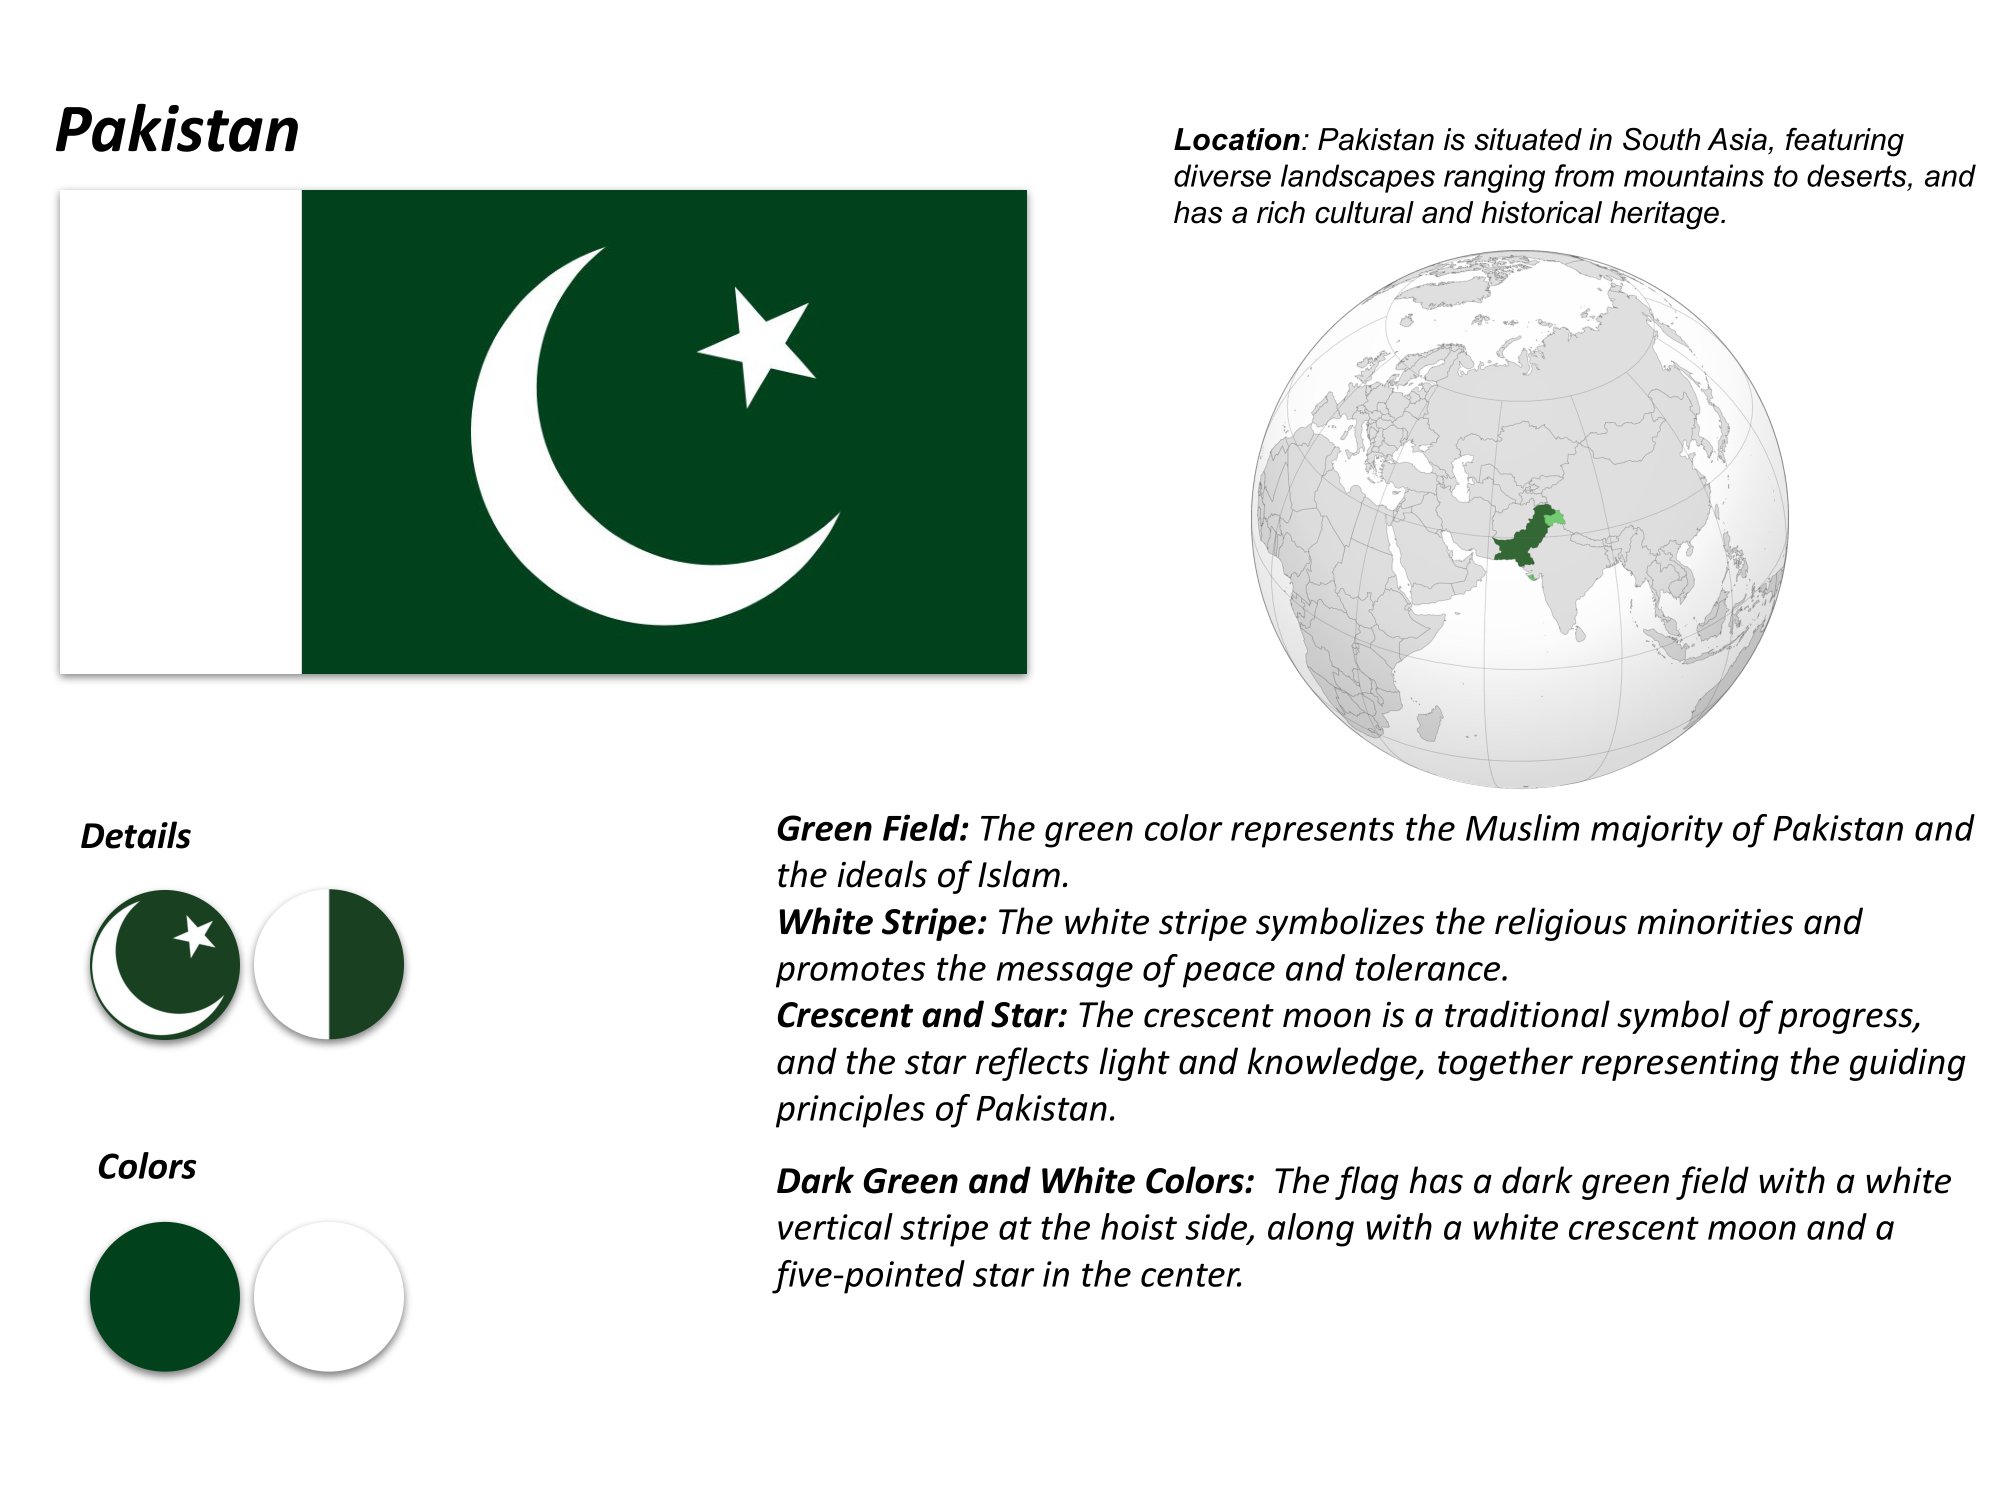 Pakistan
Location: Pakistan is situated in South Asia, featuring
diverse landscapes ranging from mountains to deserts, and
has a rich cultural and historical heritage.
Details
Green Field: The green color represents the Muslim majority of Pakistan and
the ideals of Islam.
White Stripe: The white stripe symbolizes the religious minorities and
promotes the message of peace and tolerance.
Crescent and Star: The crescent moon is a traditional symbol of progress,
and the star reflects light and knowledge, together representing the guiding
principles of Pakistan.
Colors
Dark Green and White Colors:  The flag has a dark green field with a white
vertical stripe at the hoist side, along with a white crescent moon and a
five-pointed star in the center.